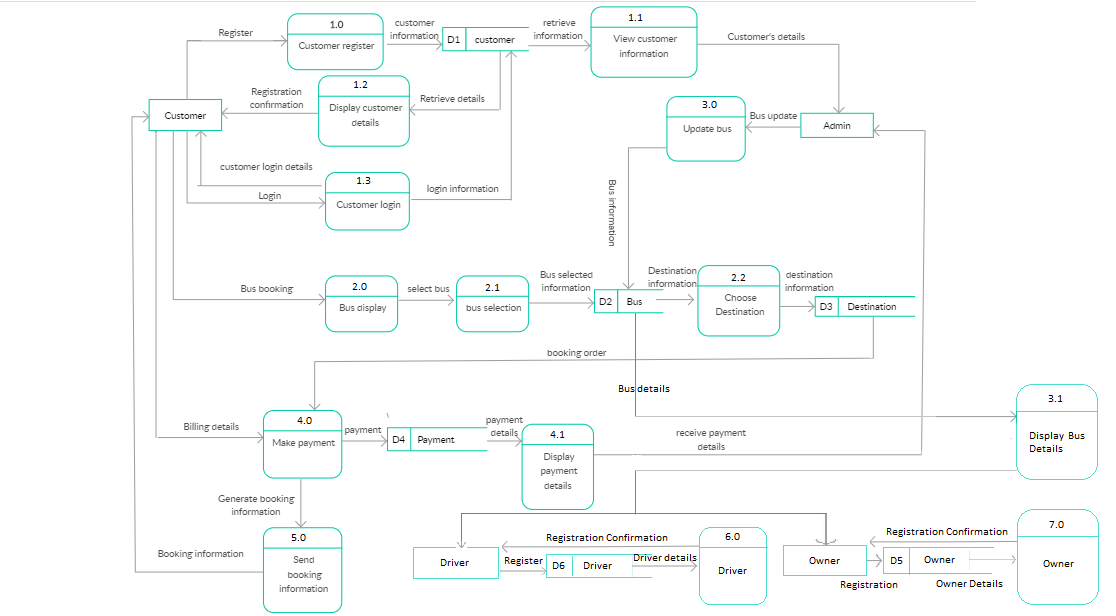 1.0
Customer register
Register
customer
information
D1
customer
retrieve
information
1.1
View customer
information
Customer's details
1.2
Display customer
details
Registration
confirmation
Retrieve details
3.0
Update bus
Bus update
Admin
Customer
customer login details
Login
1.3
Customer login
login information
Bus information
Bus booking
2.0
Bus display
select bus
2.1
bus selection
Bus selected
information
D2
Bus
Destination
information
2.2
Choose
Destination
destination
information
D3
Destination
booking order
Bus details
3.1
Display Bus
Details
Billing details
4.0
Make payment
payment
D4
Payment
payment
details
4.1
Display
payment
details
receive payment
details
Generate booking
information
Booking information
5.0
Send
booking
information
Registration Confirmation
Driver
Register
D6
Driver
Driver details
6.0
Driver
Registration Confirmation
Owner
D5
Owner
Registration
Owner Details
7.0
Owner